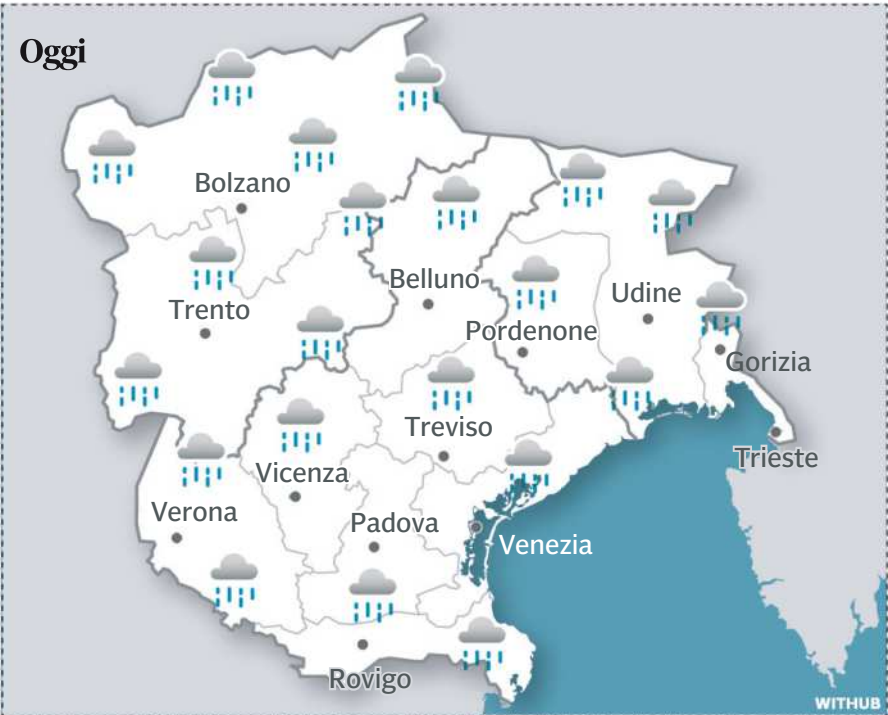 Oggi
Bolzano
Belluno
Udine
Trento
Pordenone
Gorizia
Treviso
Trieste
Vicenza
Verona
Padova
Venezia
Rovigo
WITHUB